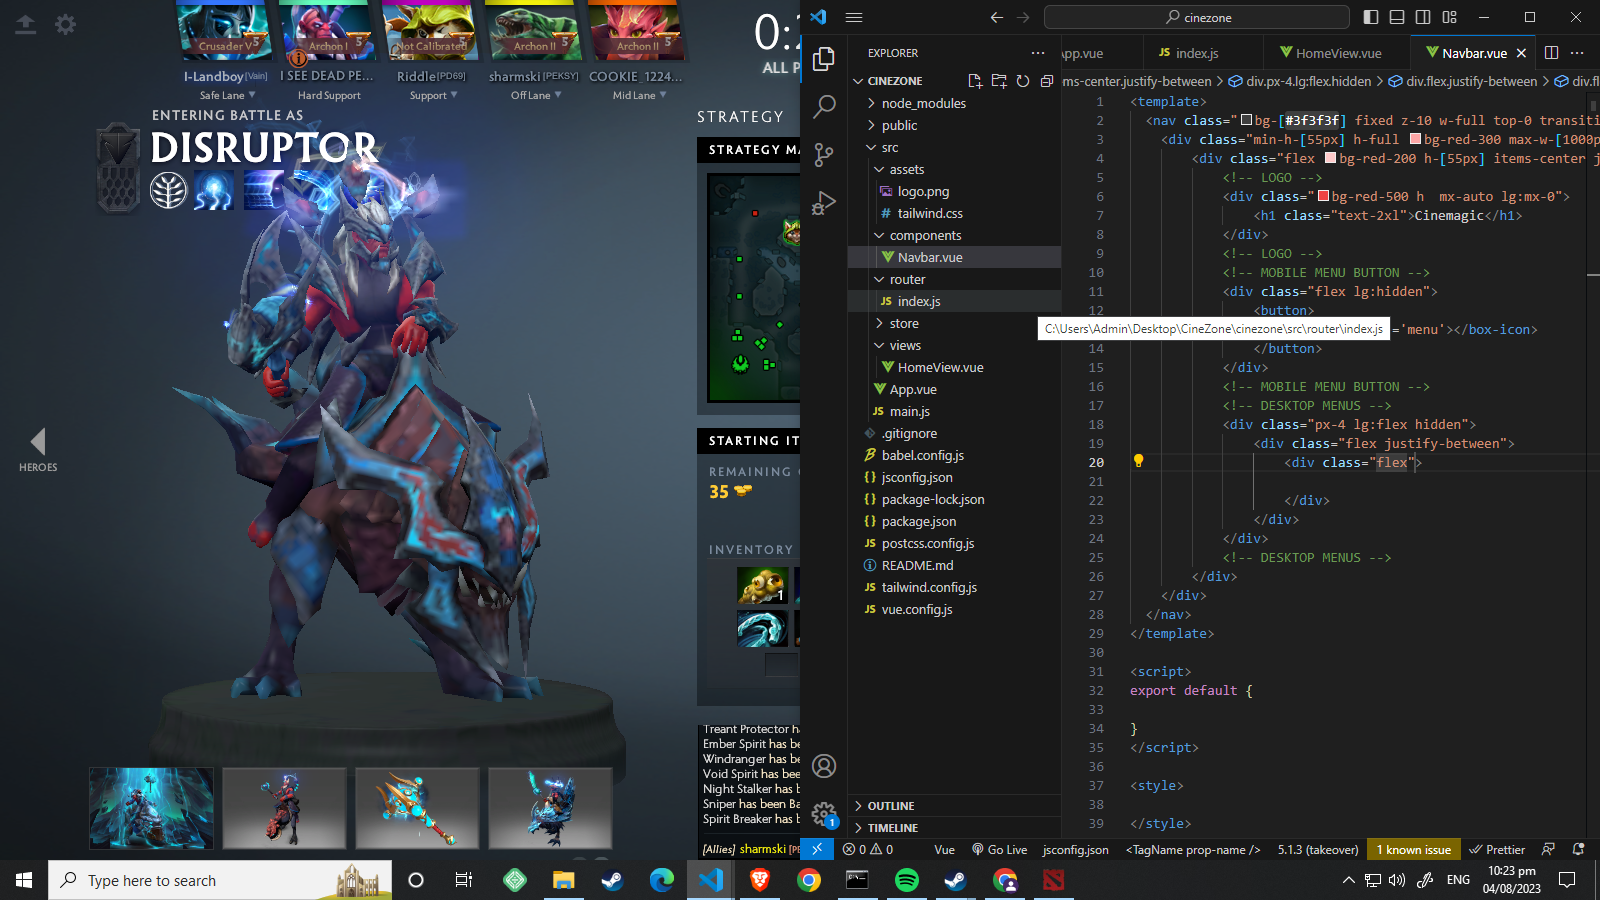 Crusader V 5
Archon I 5
Not Calibrated 5
Archon II 5
Archon II 5
I-Landboy [Vain]
I SEE DEAD PE...
Riddle [PD69]
sharmski [PEKSY]
COOKIE_1224...
Safe Lane
Hard Support
Support
Off Lane
Mid Lane
0:2
ALL P
ENTERING BATTLE AS
DISRUPTOR
HEROES
STRATEGY
STRATEGY MA
STARTING IT
REMAINING
35
INVENTORY
1
Treant Protector ha
Ember Spirit has be
Windranger has be
Void Spirit has bee
Night Stalker has b
Sniper has been Ba
Spirit Breaker has b
[Allies] sharmski [PE
cinezone
EXPLORER
CINEZONE
node_modules
public
src
assets
logo.png
# tailwind.css
components
Navbar.vue
router
JS index.js
store
views
HomeView.vue
App.vue
JS main.js
.gitignore
babel.config.js
{} jsconfig.json
{} package-lock.json
{} package.json
JS postcss.config.js
README.md
JS tailwind.config.js
JS vue.config.js
OUTLINE
TIMELINE
1
pp.vue
JS index.js
HomeView.vue
Navbar.vue
ms-center.justify-between > div.px-4.lg:flex.hidden > div.flex.justify-between > div.fl
1 <template>
2 <nav class="bg-[#3f3f3f] fixed z-10 w-full top-0 transiti
3 <div class="min-h-[55px] h-full bg-red-300 max-w-[1000p
4 <div class="flex bg-red-200 h-[55px] items-center j
5 <!-- LOGO -->
6 <div class="bg-red-500 h  mx-auto lg:mx-0">
7 <h1 class="text-2xl">Cinemagic</h1>
8 </div>
9 <!-- LOGO -->
10 <!-- MOBILE MENU BUTTON -->
11 <div class="flex lg:hidden">
12 <button>
C:\Users\Admin\Desktop\CineZone\cinezone\src\router\index.js
='menu'></box-icon>
14 </button>
15 </div>
16 <!-- MOBILE MENU BUTTON -->
17 <!-- DESKTOP MENUS -->
18 <div class="px-4 lg:flex hidden">
19 <div class="flex justify-between">
20 <div class="flex">
21
22 </div>
23 </div>
24 </div>
25 <!-- DESKTOP MENUS -->
26 </div>
27 </div>
28 </nav>
29 </template>
30
31 <script>
32 export default {
33
34 }
35 </script>
36
37 <style>
38
39 </style>
0 0
Vue
Go Live
jsconfig.json
<TagName prop-name />
5.1.3 (takeover)
1 known issue
Prettier
Type here to search
ENG
10:23 pm
04/08/2023